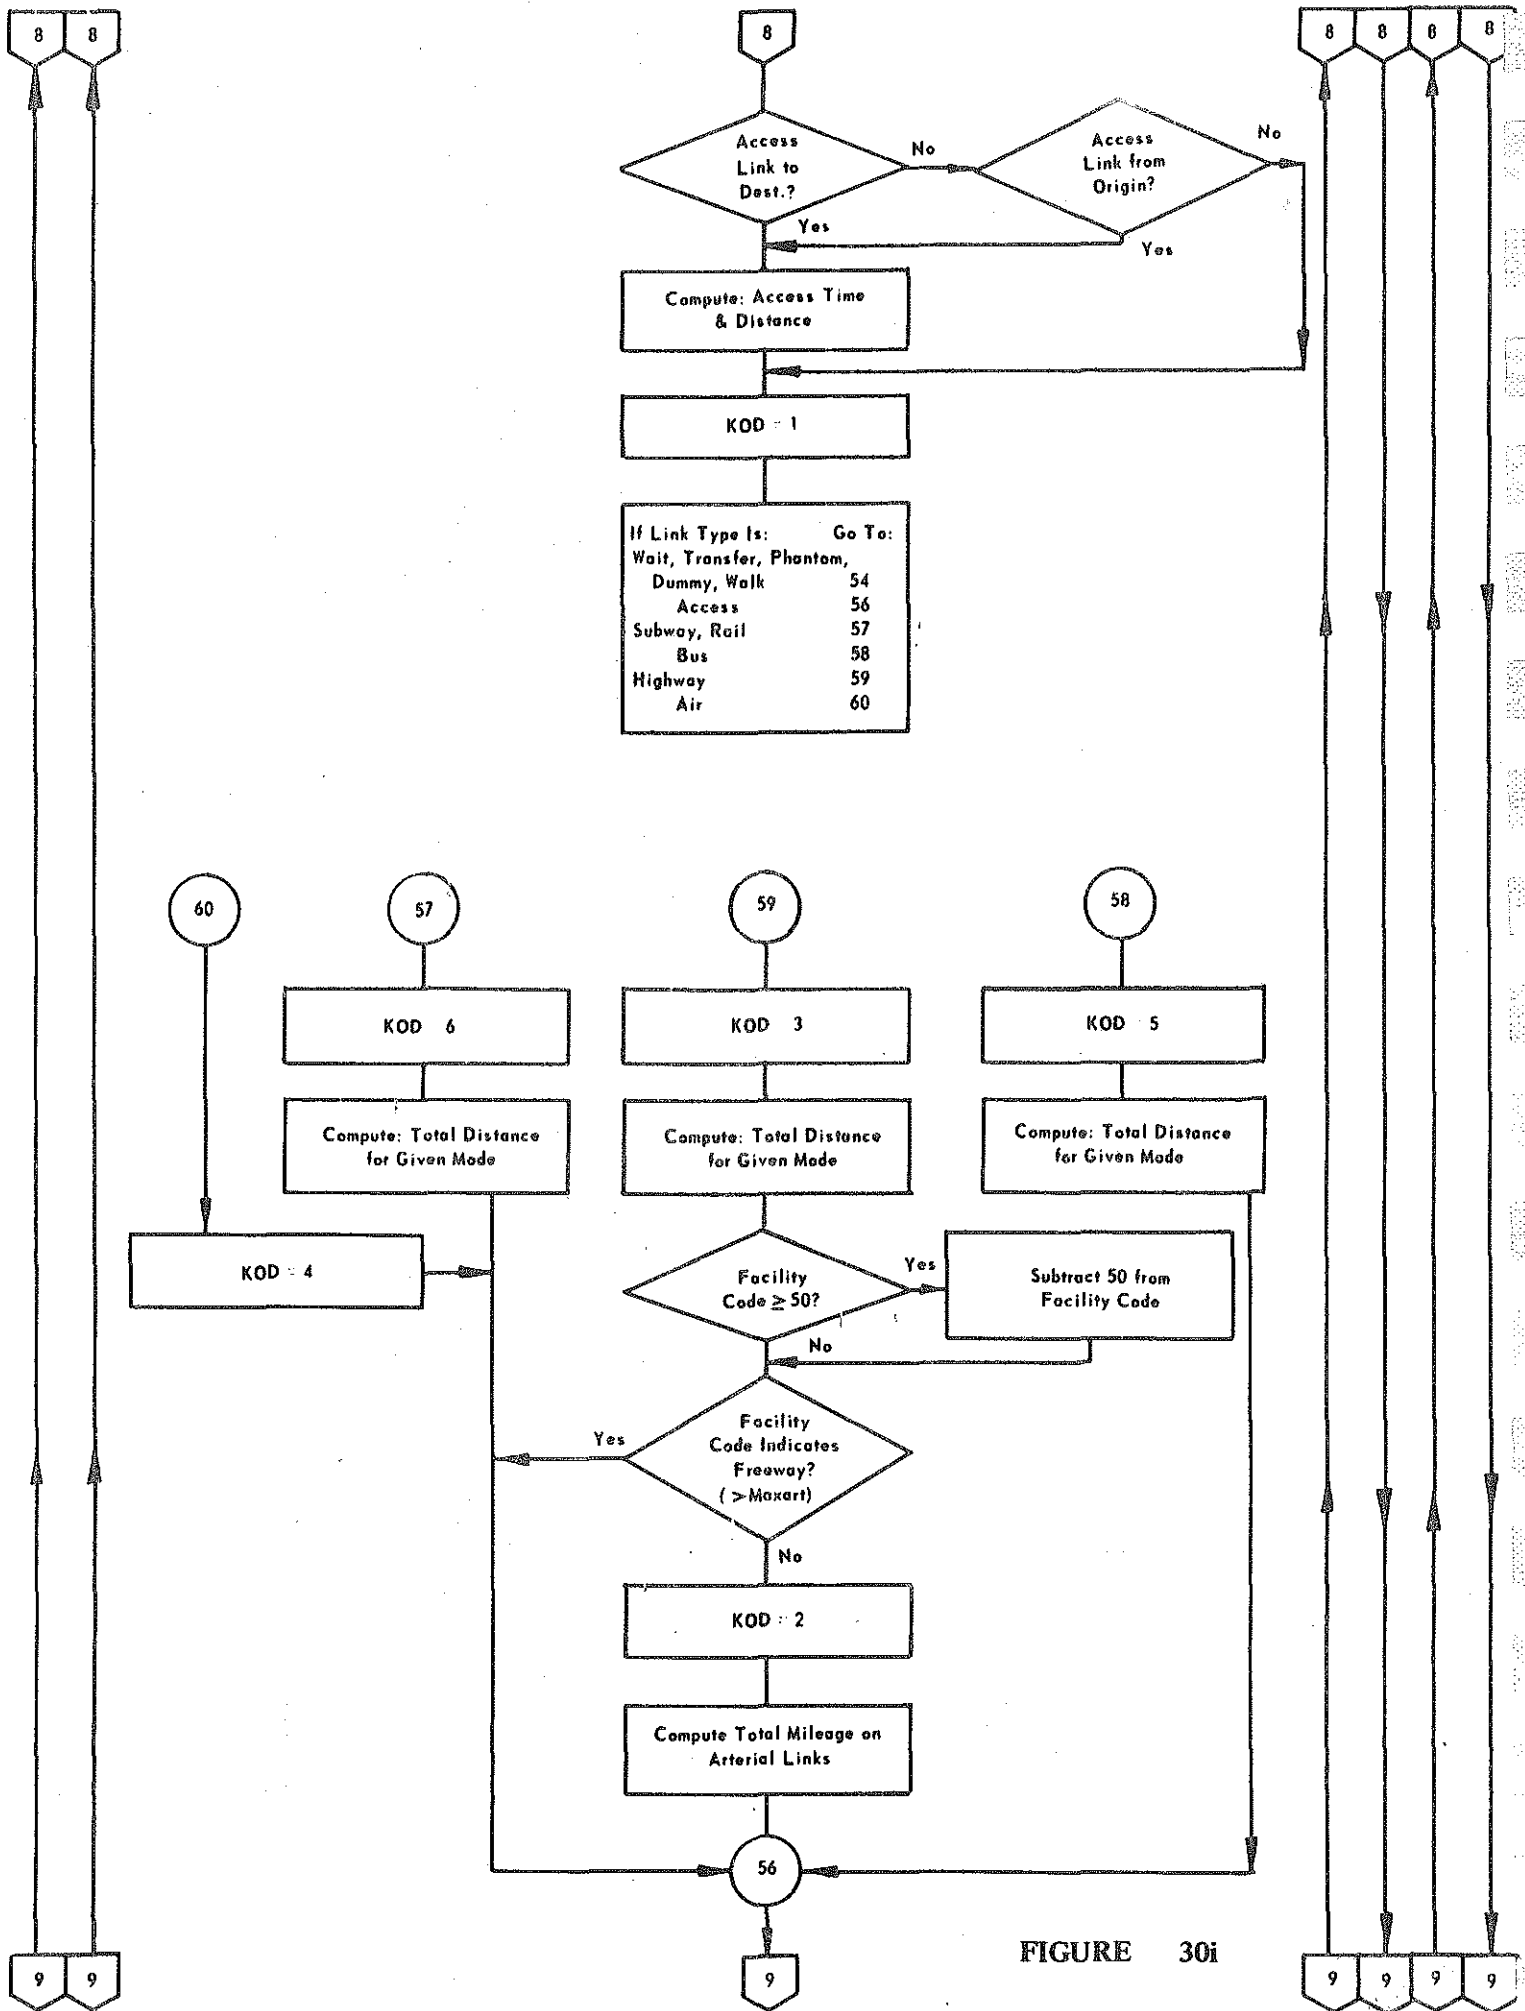 8 8 8 8 8 8 8
Access
Link to
Dest.?
No
Access
Link from
Origin?
No
Yes
Yes
Compute: Access Time
& Distance
KOD = 1
If Link Type Is: Go To:
Wait, Transfer, Phantom,
Dummy, Walk 54
Access 56
Subway, Rail 57
Bus 58
Highway 59
Air 60
60 57 59 58
KOD 6
KOD 3
KOD 5
Compute: Total Distance
for Given Mode
Compute: Total Distance
for Given Mode
Compute: Total Distance
for Given Mode
KOD = 4
Facility
Code ≥ 50?
Yes
Subtract 50 from
Facility Code
No
Facility
Code Indicates
Freeway?
( >Maxart)
Yes
No
KOD = 2
Compute Total Mileage on
Arterial Links
56
FIGURE 30i
9 9 9 9 9 9 9